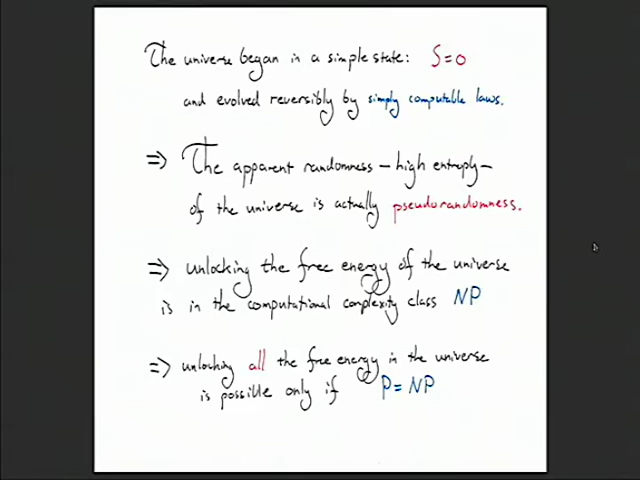 The universe began in a simple state: S=0
and evolved reversibly by simply computable laws.
⇒ The apparent randomness – high entropy –
of the universe is actually pseudorandomness.
⇒ unlocking the free energy of the universe
is in the computational complexity class NP
⇒ unlocking all the free energy in the universe
is possible only if P = NP